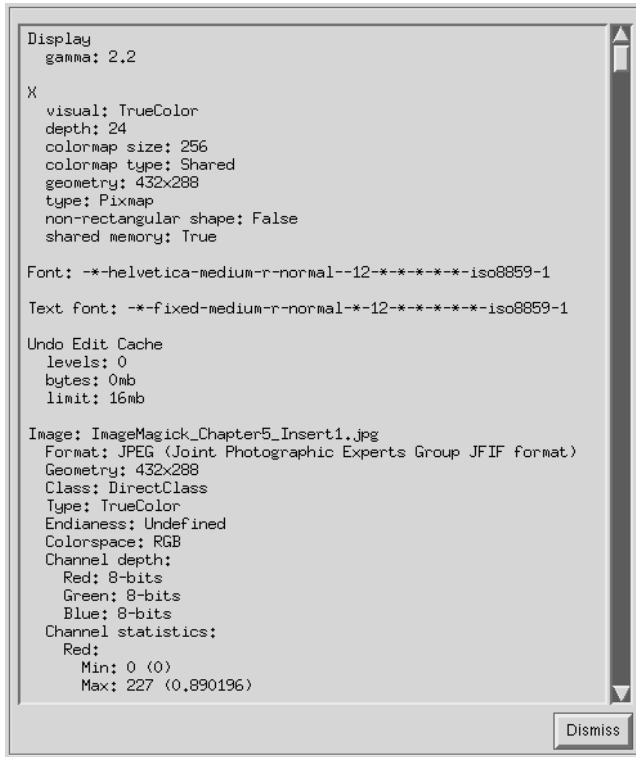 Display
gamma: 2.2
X
visual: TrueColor
depth: 24
colormap size: 256
colormap type: Shared
geometry: 432x288
type: Pixmap
non-rectangular shape: False
shared memory: True
Font: -*-helvetica-medium-r-normal--12-*-*-*-*-*-iso8859-1
Text font: -*-fixed-medium-r-normal-*-12-*-*-*-*-*-iso8859-1
Undo Edit Cache
levels: 0
bytes: 0mb
limit: 16mb
Image: ImageMagick_Chapter5_Insert1.jpg
Format: JPEG (Joint Photographic Experts Group JFIF format)
Geometry: 432x288
Class: DirectClass
Type: TrueColor
Endianess: Undefined
Colorspace: RGB
Channel depth:
Red: 8-bits
Green: 8-bits
Blue: 8-bits
Channel statistics:
Red:
Min: 0 (0)
Max: 227 (0.890196)
Dismiss